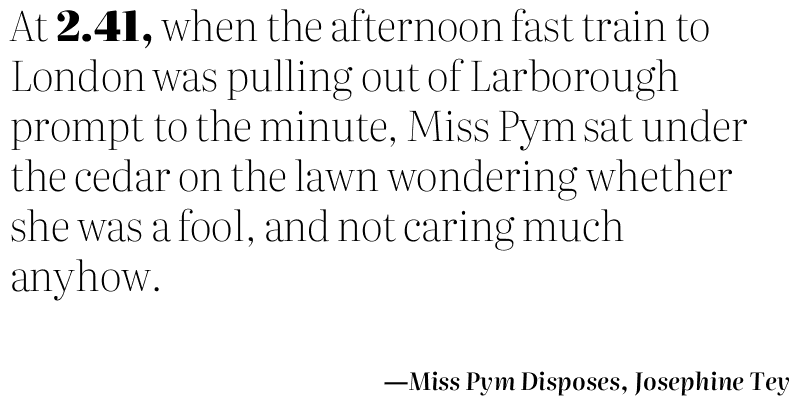 At 2.41, when the afternoon fast train to
London was pulling out of Larborough
prompt to the minute, Miss Pym sat under
the cedar on the lawn wondering whether
she was a fool, and not caring much
anyhow.
—Miss Pym Disposes, Josephine Tey